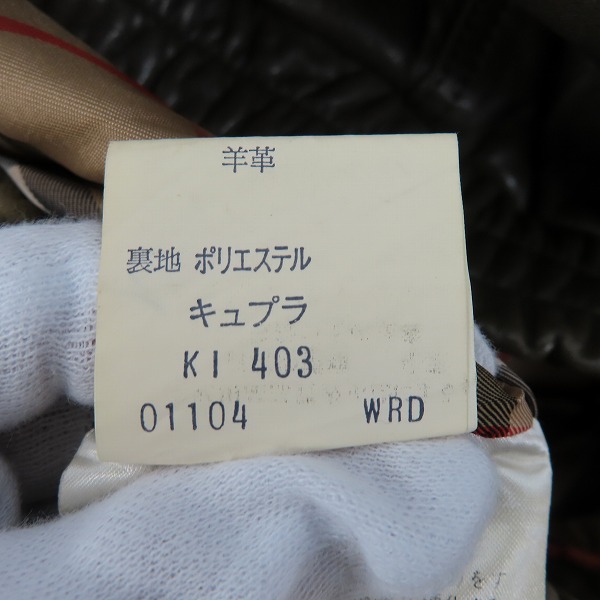 羊革
裏地 ポリエステル
キュプラ
KI 403
01104 WRD